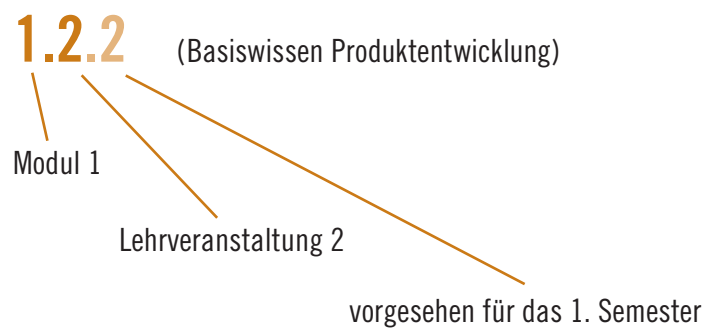 1.2.2 (Basiswissen Produktentwicklung)
Modul 1
Lehrveranstaltung 2
vorgesehen für das 1. Semester